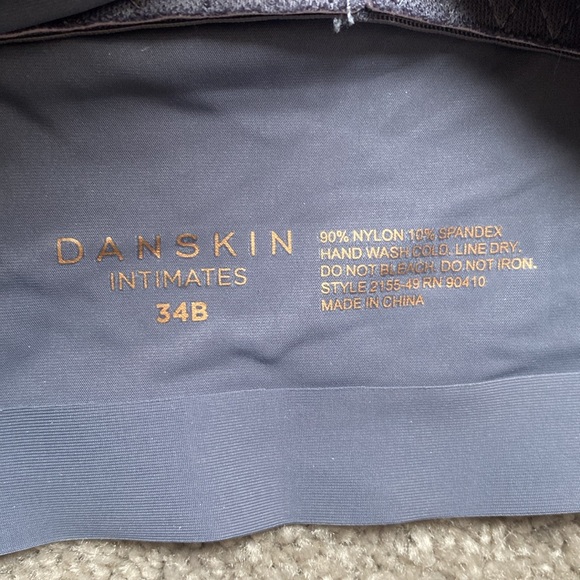 DANSKIN
INTIMATES
34B
90% NYLON 10% SPANDEX
HAND WASH COLD. LINE DRY.
DO NOT BLEACH. DO NOT IRON.
STYLE 2155-49 RN 90410
MADE IN CHINA